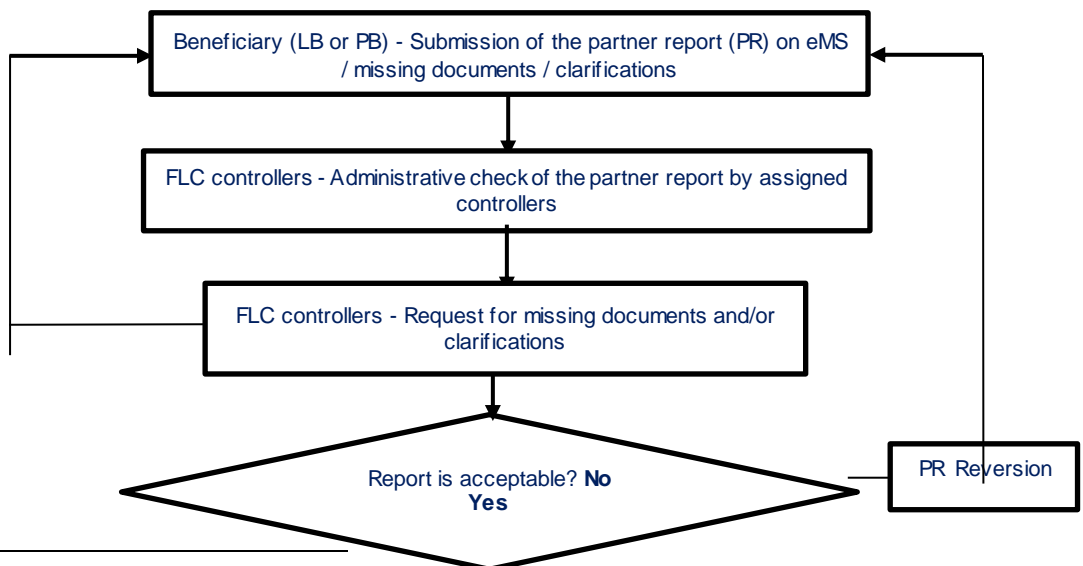 Beneficiary (LB or PB) - Submission of the partner report (PR) on eMS
/ missing documents / clarifications
FLC controllers - Administrative check of the partner report by assigned
controllers
FLC controllers - Request for missing documents and/or
clarifications
Report is acceptable? No
Yes
PR Reversion